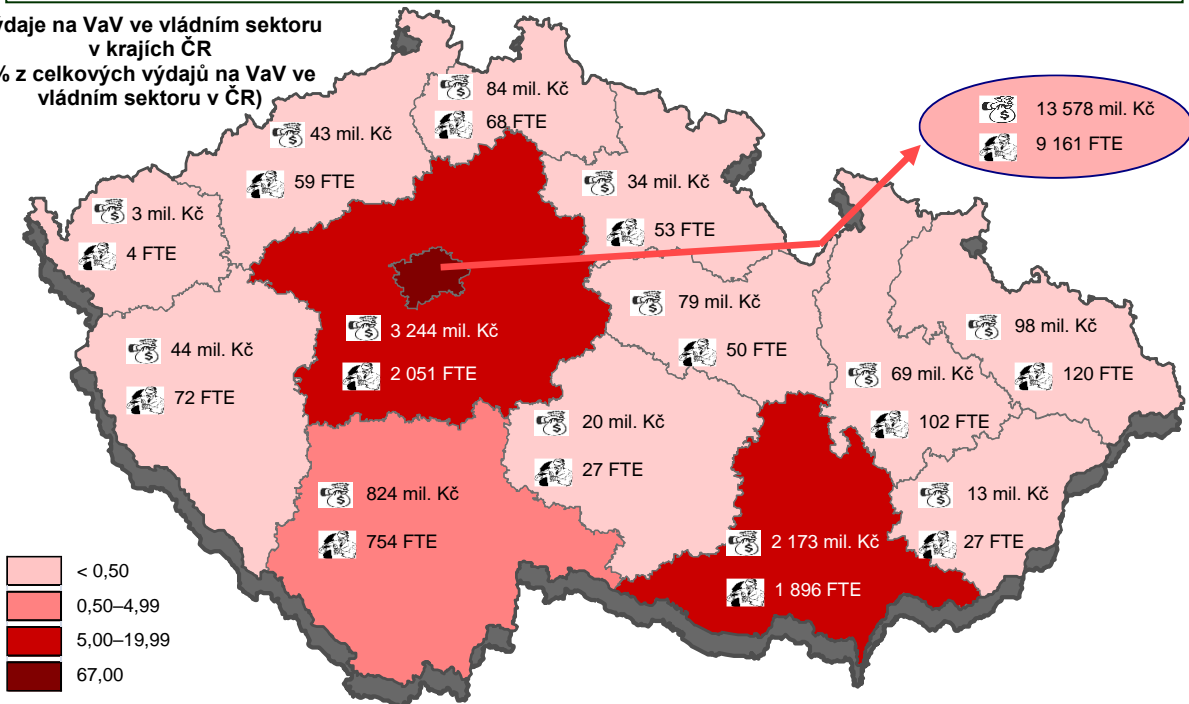 ýdaje na VaV ve vládním sektoru
v krajích ČR
% z celkových výdajů na VaV ve
vládním sektoru v ČR)
84 mil. Kč
68 FTE
13 578 mil. Kč
9 161 FTE
43 mil. Kč
59 FTE
34 mil. Kč
53 FTE
3 mil. Kč
4 FTE
79 mil. Kč
50 FTE
3 244 mil. Kč
2 051 FTE
98 mil. Kč
120 FTE
44 mil. Kč
72 FTE
69 mil. Kč
102 FTE
20 mil. Kč
27 FTE
824 mil. Kč
754 FTE
13 mil. Kč
27 FTE
2 173 mil. Kč
1 896 FTE
< 0,50
0,50–4,99
5,00–19,99
67,00